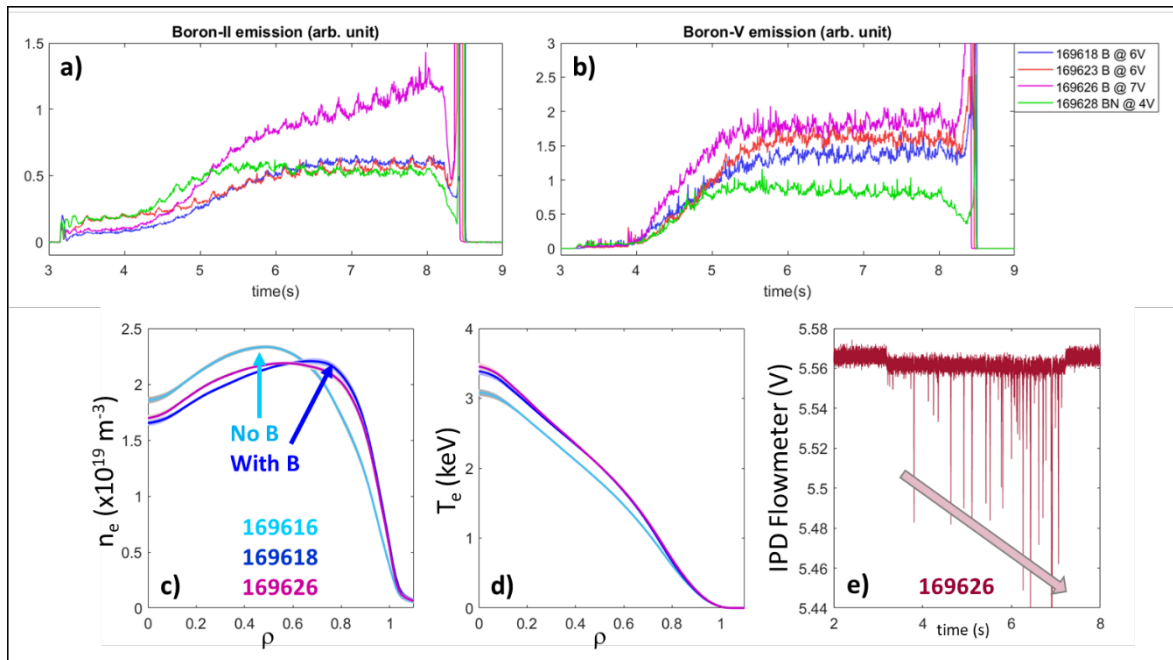 Boron-II emission (arb. unit)
a)
1.5
1
0.5
0
3 4 5 6 7 8 9
time(s)
Boron-V emission (arb. unit)
b)
3
2.5
2
1.5
1
0.5
0
3 4 5 6 7 8 9
time(s)
169618 B @ 6V
169623 B @ 6V
169626 B @ 7V
169628 BN @ 4V
2.5
2
1.5
1
0.5
0
nₑ (x10¹⁹ m⁻³)
No B
With B
169616
169618
169626
c)
0 0.2 0.4 0.6 0.8 1
ρ
4
3
2
1
0
Tₑ (keV)
d)
0 0.2 0.4 0.6 0.8 1
ρ
5.58
5.56
5.54
5.52
5.5
5.48
5.46
5.44
IPD Flowmeter (V)
e)
169626
2 4 6 8
time (s)